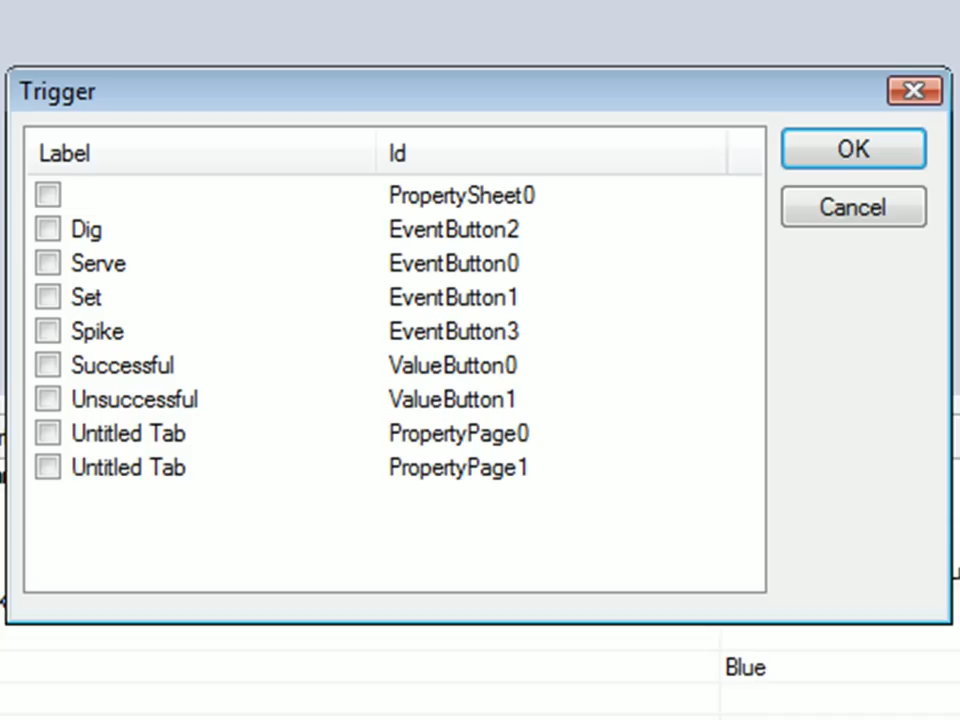 Trigger
Label Id
PropertySheet0
Dig EventButton2
Serve EventButton0
Set EventButton1
Spike EventButton3
Successful ValueButton0
Unsuccessful ValueButton1
Untitled Tab PropertyPage0
Untitled Tab PropertyPage1
OK
Cancel
Blue